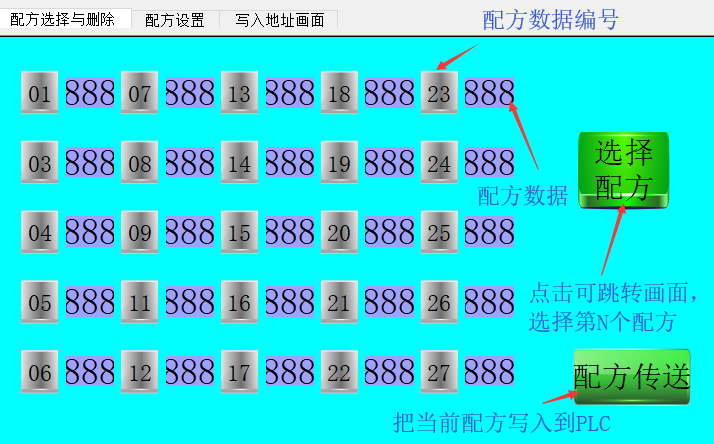 配方选择与删除 配方设置 写入地址画面
配方数据编号
01 888 07 888 13 888 18 888 23 888
03 888 08 888 14 888 19 888 24 888
选择
配方
配方数据
04 888 09 888 15 888 20 888 25 888
点击可跳转画面，
选择第N个配方
05 888 11 888 16 888 21 888 26 888
06 888 12 888 17 888 22 888 27 888
配方传送
把当前配方写入到PLC